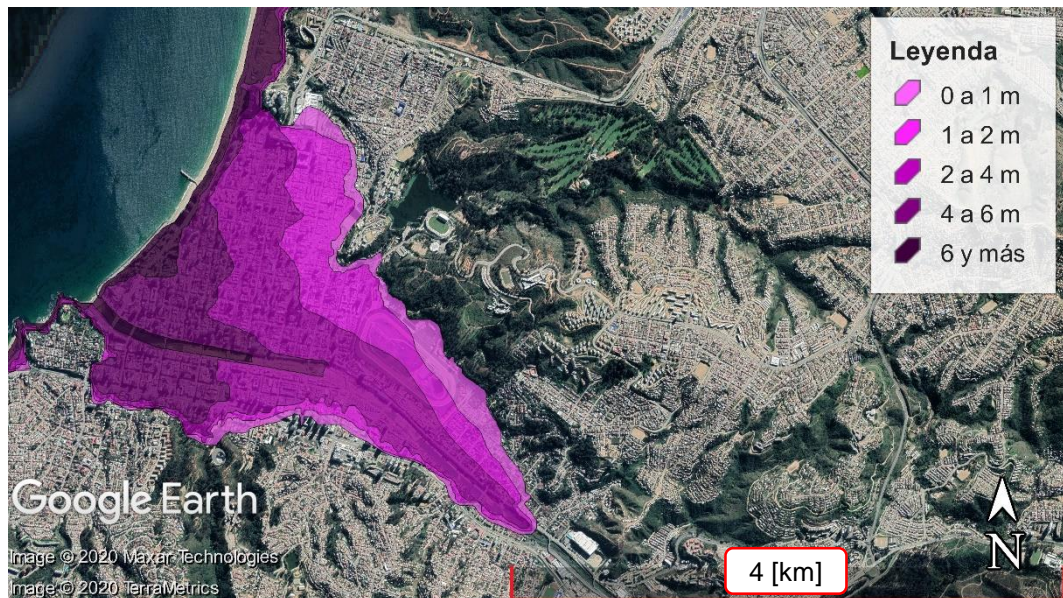 Leyenda
0 a 1 m
1 a 2 m
2 a 4 m
4 a 6 m
6 y más
Google Earth
Image © 2020 Maxar Technologies
Image © 2020 TerraMetrics
4 [km]
N